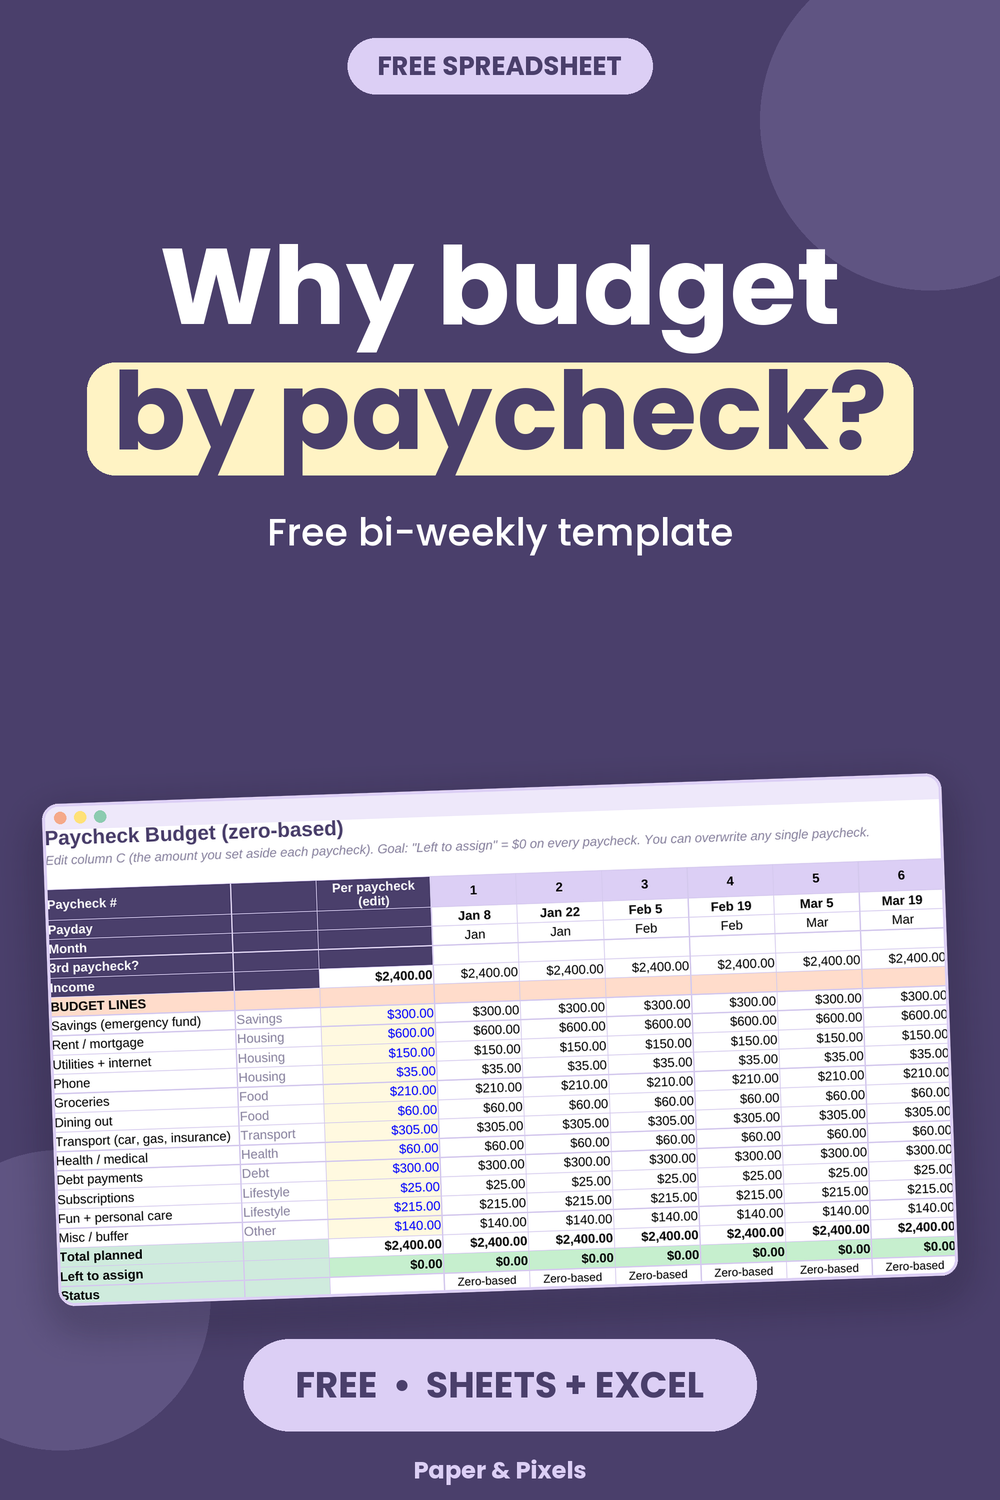 FREE SPREADSHEET
Why budget
by paycheck?
Free bi-weekly template
Paycheck Budget (zero-based)
Edit column C (the amount you set aside each paycheck). Goal: "Left to assign" = $0 on every paycheck. You can overwrite any single paycheck.
Paycheck # Per paycheck (edit) 1 2 3 4 5 6
Payday Jan 8 Jan 22 Feb 5 Feb 19 Mar 5 Mar 19
Month Jan Jan Feb Feb Mar Mar
3rd paycheck?
Income $2,400.00 $2,400.00 $2,400.00 $2,400.00 $2,400.00 $2,400.00 $2,400.00
BUDGET LINES
Savings (emergency fund) Savings $300.00 $300.00 $300.00 $300.00 $300.00 $300.00 $300.00
Rent / mortgage Housing $600.00 $600.00 $600.00 $600.00 $600.00 $600.00 $600.00
Utilities + internet Housing $150.00 $150.00 $150.00 $150.00 $150.00 $150.00 $150.00
Phone Housing $35.00 $35.00 $35.00 $35.00 $35.00 $35.00 $35.00
Groceries Food $210.00 $210.00 $210.00 $210.00 $210.00 $210.00 $210.00
Dining out Food $60.00 $60.00 $60.00 $60.00 $60.00 $60.00 $60.00
Transport (car, gas, insurance) Transport $305.00 $305.00 $305.00 $305.00 $305.00 $305.00 $305.00
Health / medical Health $60.00 $60.00 $60.00 $60.00 $60.00 $60.00 $60.00
Debt payments Debt $300.00 $300.00 $300.00 $300.00 $300.00 $300.00 $300.00
Subscriptions Lifestyle $25.00 $25.00 $25.00 $25.00 $25.00 $25.00 $25.00
Fun + personal care Lifestyle $215.00 $215.00 $215.00 $215.00 $215.00 $215.00 $215.00
Misc / buffer Other $140.00 $140.00 $140.00 $140.00 $140.00 $140.00 $140.00
Total planned $2,400.00 $2,400.00 $2,400.00 $2,400.00 $2,400.00 $2,400.00 $2,400.00
Left to assign $0.00 $0.00 $0.00 $0.00 $0.00 $0.00 $0.00
Status Zero-based Zero-based Zero-based Zero-based Zero-based Zero-based
FREE • SHEETS + EXCEL
Paper & Pixels